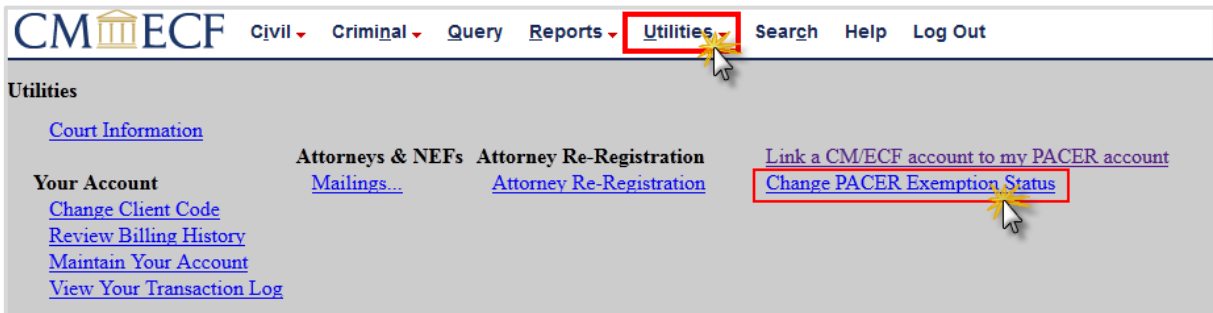 CM ECF Civil Criminal Query Reports Utilities Search Help Log Out
Utilities
Court Information
Attorneys & NEFs Attorney Re-Registration Link a CM/ECF account to my PACER account
Your Account Mailings... Attorney Re-Registration Change PACER Exemption Status
Change Client Code
Review Billing History
Maintain Your Account
View Your Transaction Log